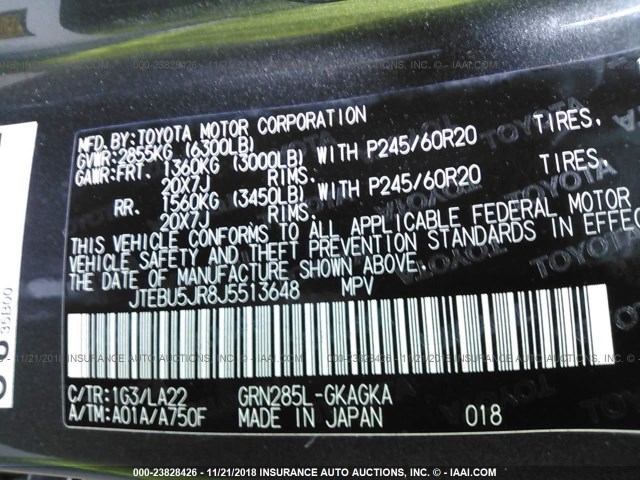 MFD. BY: TOYOTA MOTOR CORPORATION
GVWR: 2855KG (6300LB)
GAWR: FRT. 1360KG (3000LB) WITH P245/60R20 TIRES,
20X7J RIMS.
RR. 1560KG (3450LB) WITH P245/60R20 TIRES,
20X7J RIMS.
THIS VEHICLE CONFORMS TO ALL APPLICABLE FEDERAL MOTOR
VEHICLE SAFETY AND THEFT PREVENTION STANDARDS IN EFFEC
THE DATE OF MANUFACTURE SHOWN ABOVE.
JTEBU5JR8J5513648 MPV
C/TR: 1G3/LA22 GRN285L-GKAGKA
A/TM: A01A/A750F MADE IN JAPAN 018
35B00
TOYOTA
000-23828426 - 11/21/2018 INSURANCE AUTO AUCTIONS, INC. - © - IAAI.COM